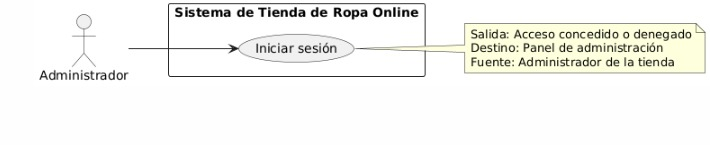 Sistema de Tienda de Ropa Online
Iniciar sesión
Administrador
Salida: Acceso concedido o denegado
Destino: Panel de administración
Fuente: Administrador de la tienda